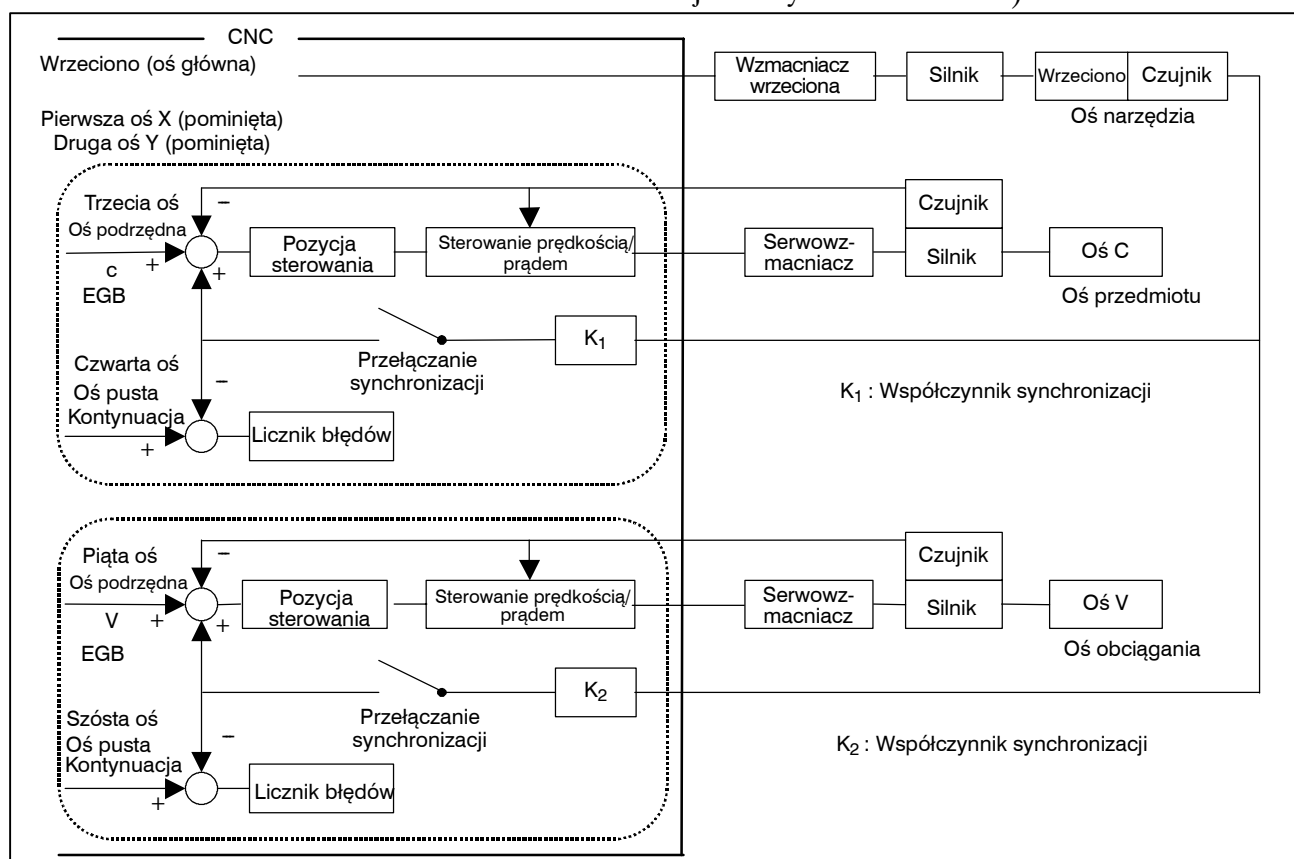 CNC
Wrzeciono (oś główna)
Wzmacniacz
wrzeciona
Silnik
Wrzeciono
Czujnik
Oś narzędzia
Pierwsza oś X (pominięta)
Druga oś Y (pominięta)
Trzecia oś
Oś podrzędna
−
+
c
+
EGB
Pozycja
sterowania
Sterowanie prędkością/
prądem
Serwowz-
macniacz
Czujnik
Silnik
Oś C
Oś przedmiotu
K1
Przełączanie
synchronizacji
Czwarta oś
Oś pusta
Kontynuacja
−
+
Licznik błędów
K1 : Współczynnik synchronizacji
Piąta oś
Oś podrzędna
−
+
V
+
EGB
Pozycja
sterowania
Sterowanie prędkością/
prądem
Serwowz-
macniacz
Czujnik
Silnik
Oś V
Oś obciągania
K2
Przełączanie
synchronizacji
Szósta oś
Oś pusta
Kontynuacja
−
+
Licznik błędów
K2 : Współczynnik synchronizacji